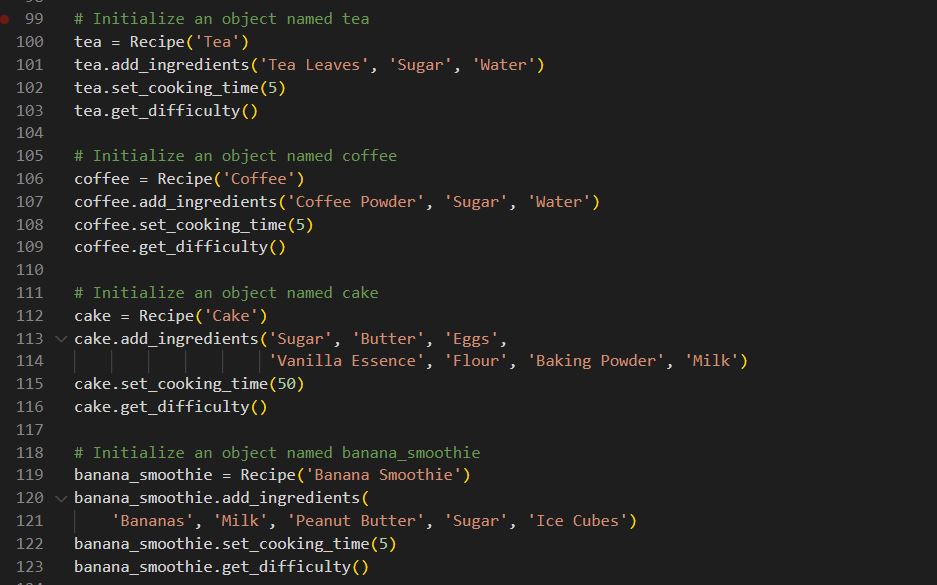 99 # Initialize an object named tea
100 tea = Recipe('Tea')
101 tea.add_ingredients('Tea Leaves', 'Sugar', 'Water')
102 tea.set_cooking_time(5)
103 tea.get_difficulty()
104
105 # Initialize an object named coffee
106 coffee = Recipe('Coffee')
107 coffee.add_ingredients('Coffee Powder', 'Sugar', 'Water')
108 coffee.set_cooking_time(5)
109 coffee.get_difficulty()
110
111 # Initialize an object named cake
112 cake = Recipe('Cake')
113 cake.add_ingredients('Sugar', 'Butter', 'Eggs',
114                      'Vanilla Essence', 'Flour', 'Baking Powder', 'Milk')
115 cake.set_cooking_time(50)
116 cake.get_difficulty()
117
118 # Initialize an object named banana_smoothie
119 banana_smoothie = Recipe('Banana Smoothie')
120 banana_smoothie.add_ingredients(
121     'Bananas', 'Milk', 'Peanut Butter', 'Sugar', 'Ice Cubes')
122 banana_smoothie.set_cooking_time(5)
123 banana_smoothie.get_difficulty()